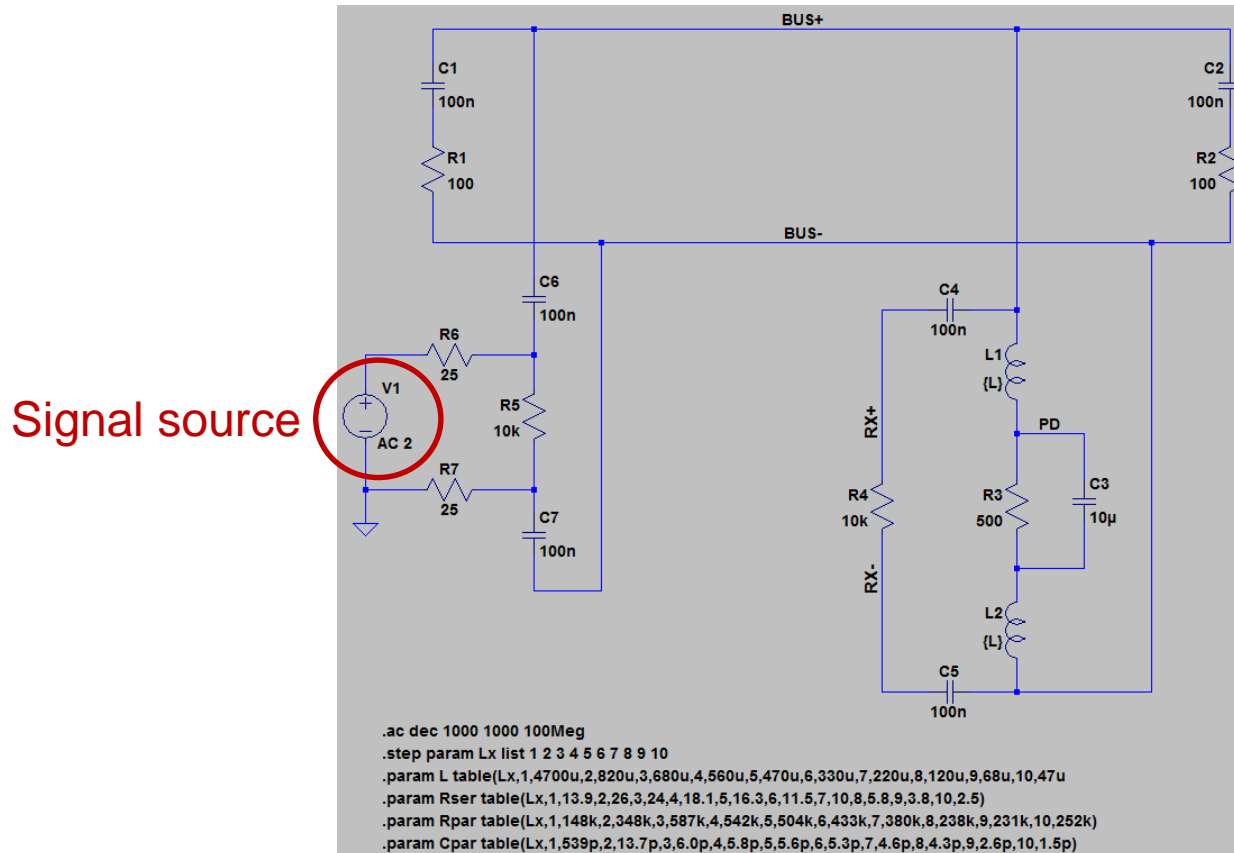 BUS+
C1
100n
C2
100n
R1
100
R2
100
BUS-
C6
100n
C4
100n
R6
25
L1
{L}
V1
Signal source
R5
10k
RX+
PD
AC 2
R7
25
C3
10µ
R4
10k
R3
500
C7
100n
RX-
L2
{L}
C5
100n
.ac dec 1000 1000 100Meg
.step param Lx list 1 2 3 4 5 6 7 8 9 10
.param L table(Lx,1,4700u,2,820u,3,680u,4,560u,5,470u,6,330u,7,220u,8,120u,9,68u,10,47u
.param Rser table(Lx,1,13.9,2,26,3,24,4,18.1,5,16.3,6,11.5,7,10,8,5.8,9,3.8,10,2.5)
.param Rpar table(Lx,1,148k,2,348k,3,587k,4,542k,5,504k,6,433k,7,380k,8,238k,9,231k,10,252k)
.param Cpar table(Lx,1,539p,2,13.7p,3,6.0p,4,5.8p,5,5.6p,6,5.3p,7,4.6p,8,4.3p,9,2.6p,10,1.5p)